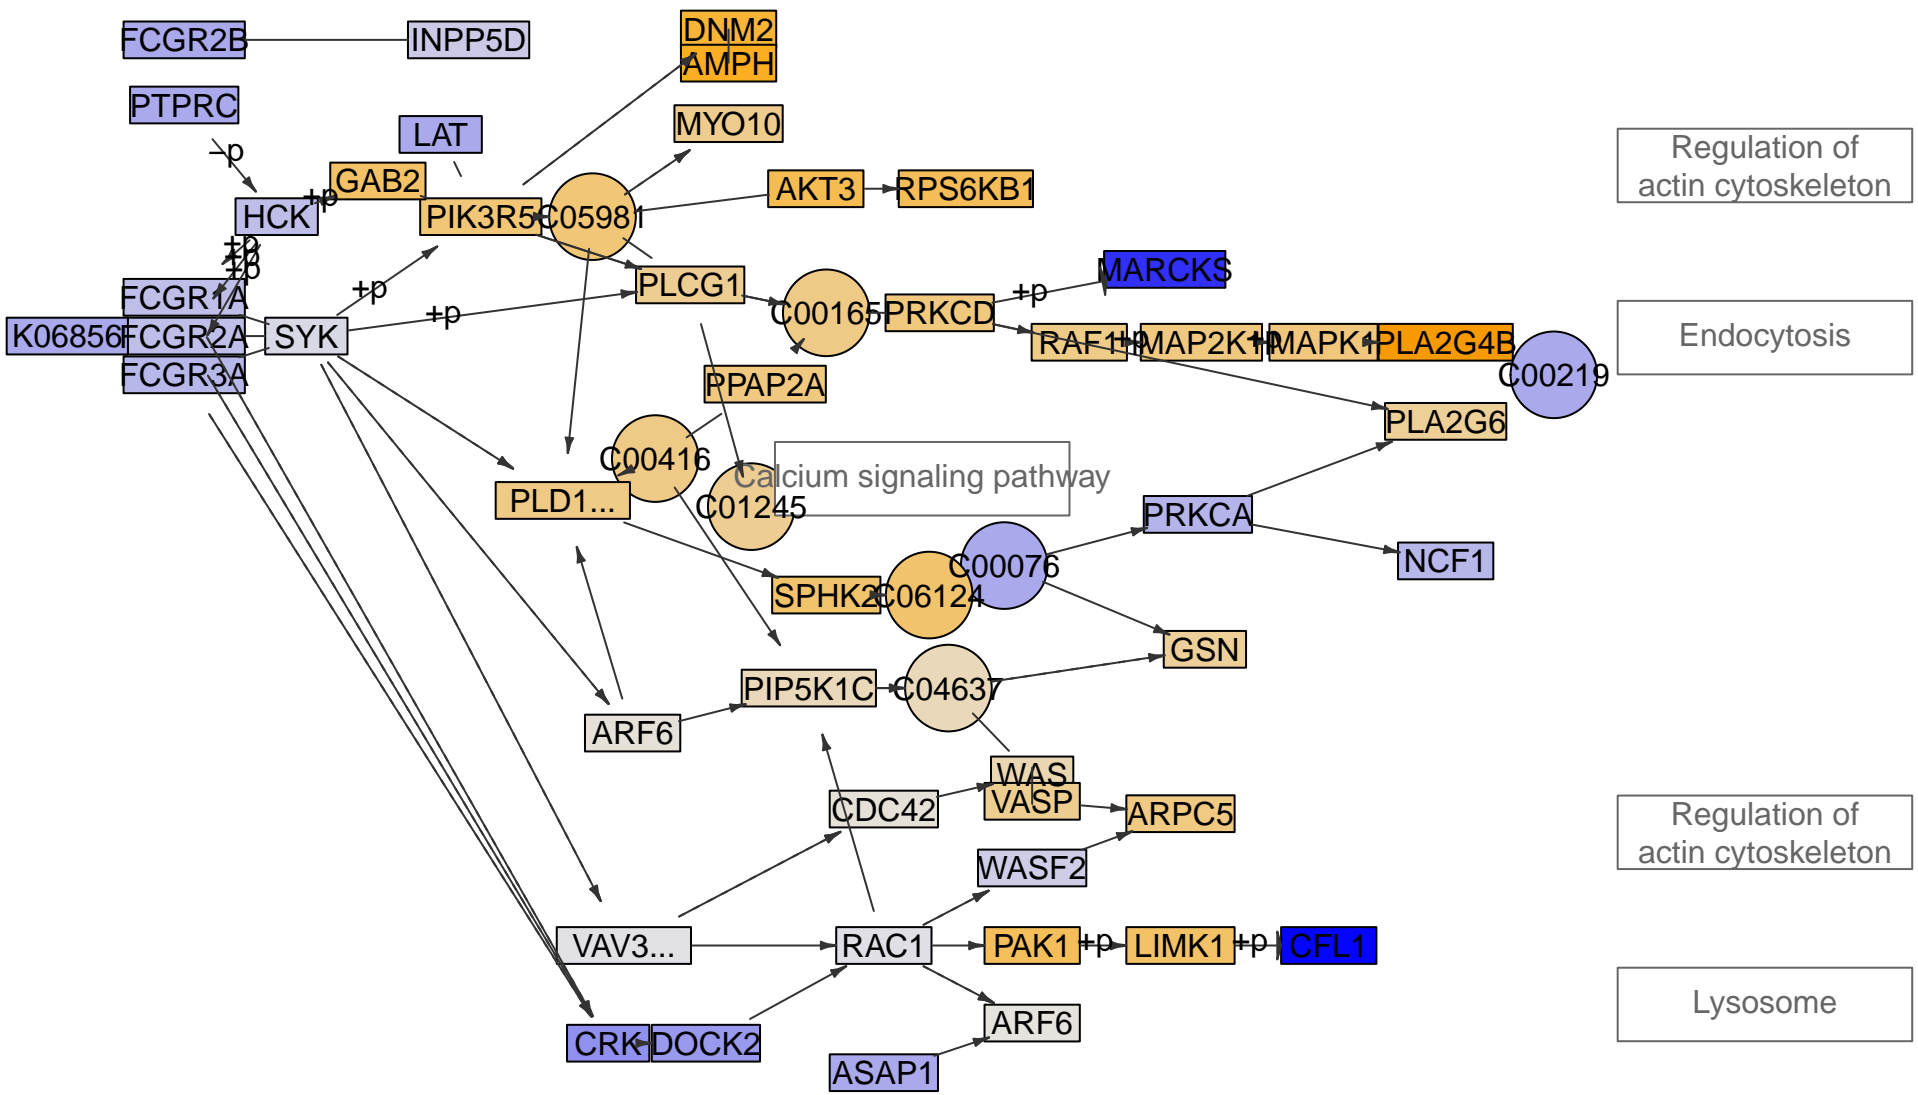 FCGR2B
INPP5D
DNM2
AMPH
PTPRC
LAT
MYO10
Regulation of
actin cytoskeleton
−p
GAB2
+p
HCK
PIK3R5
C05981
AKT3
RPS6KB1
+p
+p
+p
MARCKS
FCGR1A
+p
PLCG1
+p
C00165
PRKCD
+p
K06856
FCGR2A
SYK
RAF1
+p
MAP2K1
+p
MAPK1
PLA2G4B
Endocytosis
FCGR3A
PPAP2A
C00219
PLA2G6
C00416
Calcium signaling pathway
PLD1...
C01245
PRKCA
C00076
NCF1
SPHK2
C06124
GSN
PIP5K1C
C04637
ARF6
WAS
VASP
CDC42
ARPC5
Regulation of
actin cytoskeleton
WASF2
VAV3...
RAC1
PAK1
+p
LIMK1
+p
CFL1
Lysosome
ARF6
CRK
DOCK2
ASAP1